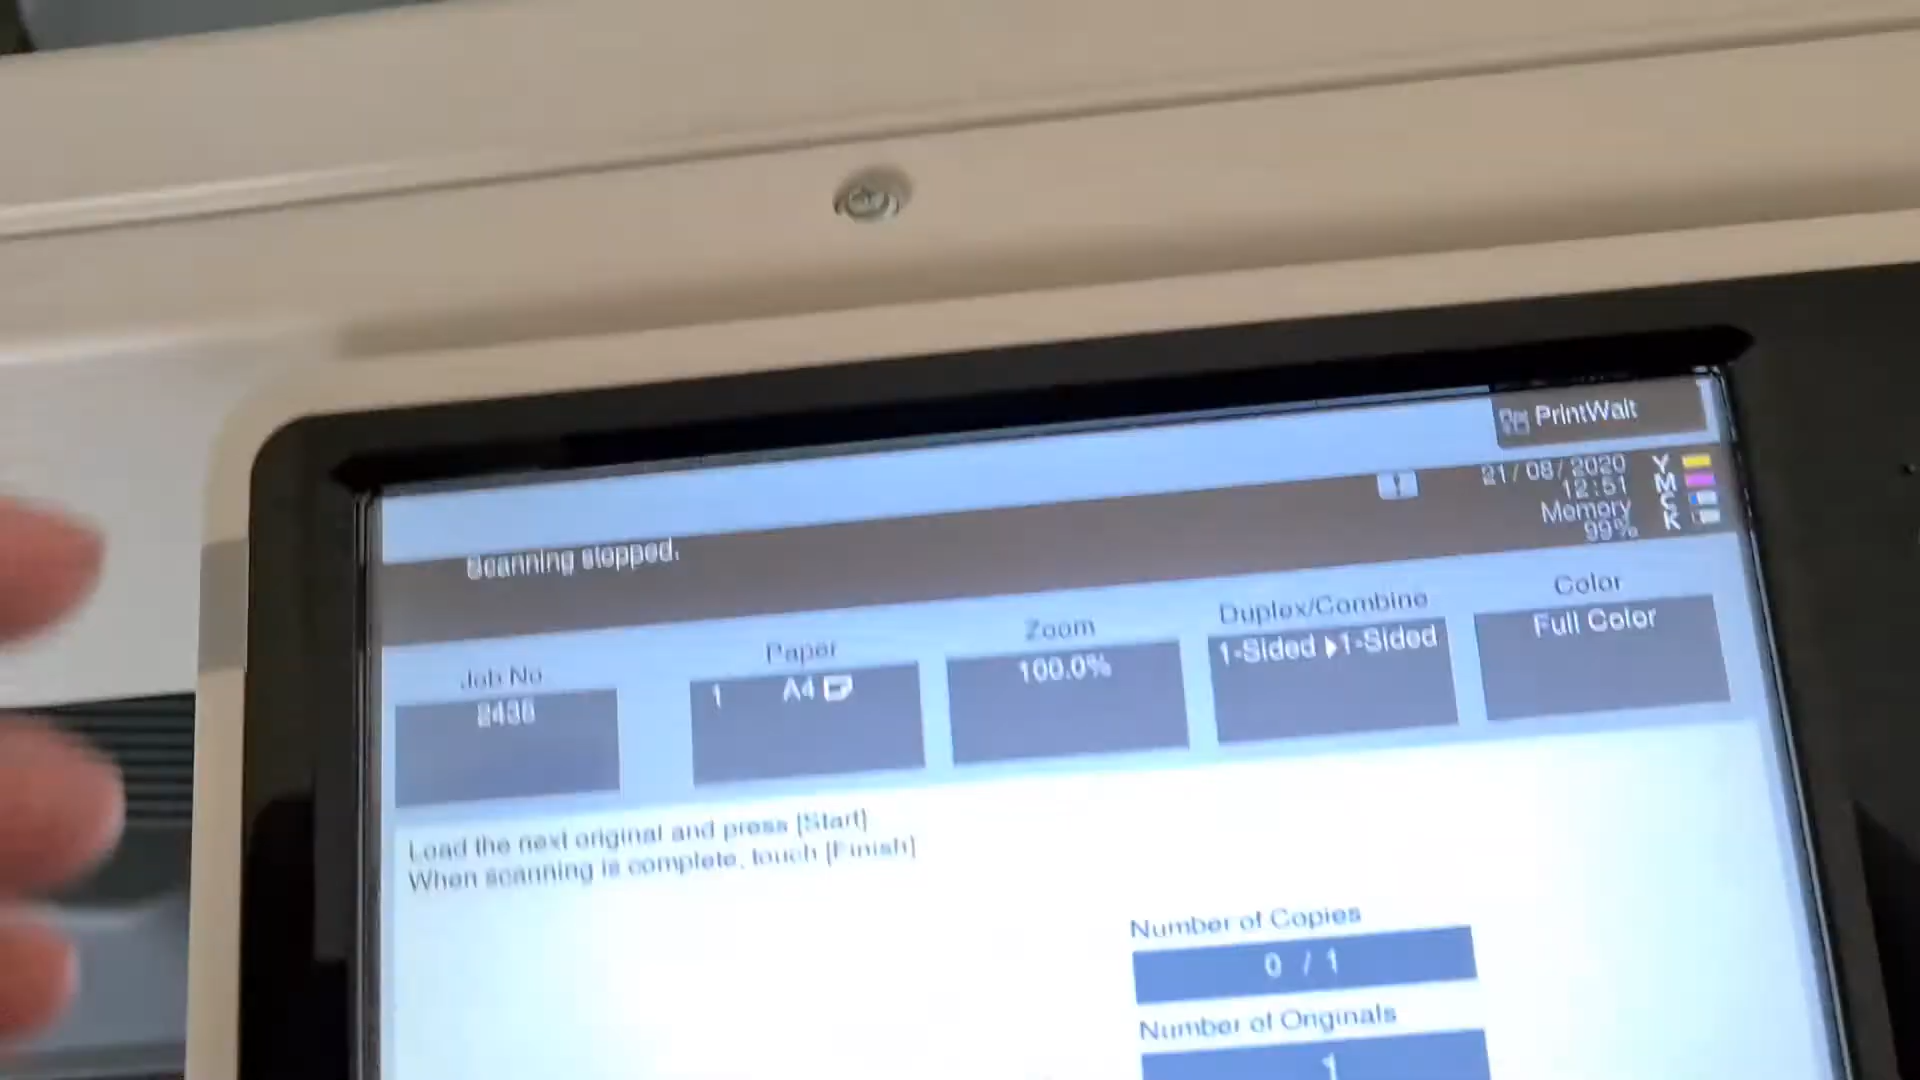 PrintWait
21/08/2020
12:51
Memory
99%
Y
M
C
K
Scanning stopped.
Job No.
2436
Paper
1 A4
Zoom
100.0%
Duplex/Combine
1-Sided ▶1-Sided
Color
Full Color
Load the next original and press [Start]
When scanning is complete, touch [Finish]
Number of Copies
0 / 1
Number of Originals
1